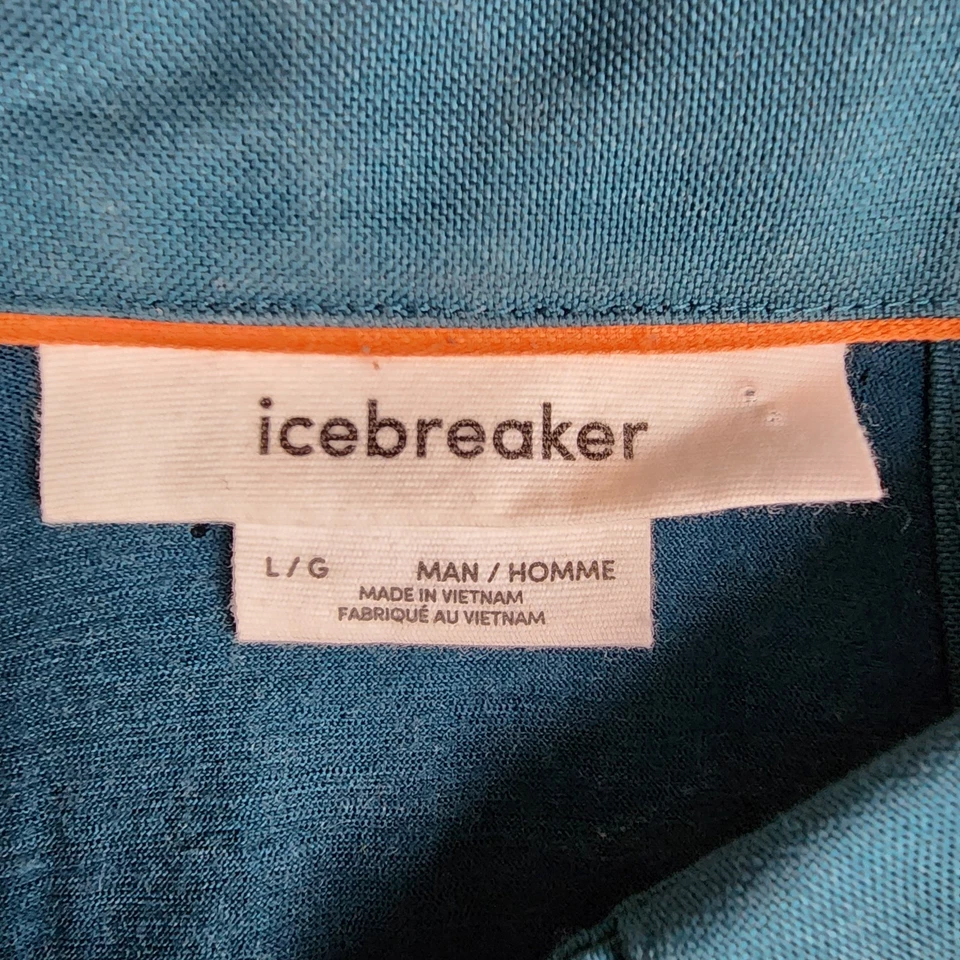 icebreaker
L / G MAN / HOMME
MADE IN VIETNAM
FABRIQUÉ AU VIETNAM